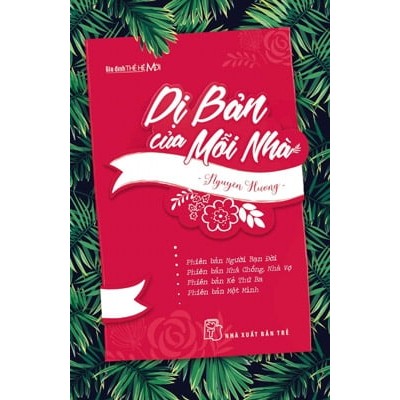 Gia đình THẾ HỆ MỚI
Dị Bản
của Mỗi Nhà
- Nguyên Hương -
Phiên bản Người Bạn Đời
Phiên bản Nhà Chồng, Nhà Vợ
Phiên bản Kẻ Thứ Ba
Phiên bản Một Mình
NHÀ XUẤT BẢN TRẺ